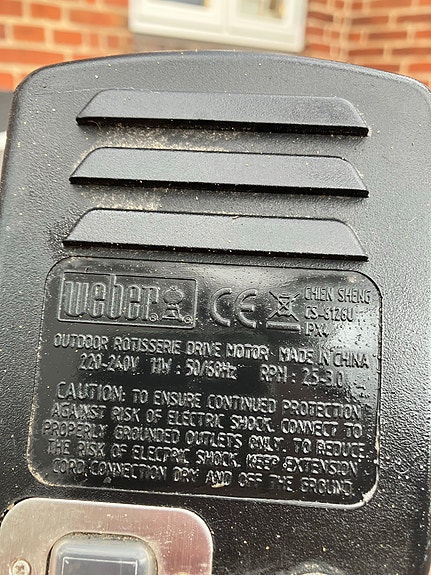 weber
CE
CHIEN SHENG
CS-6126U
IPX4
OUTDOOR ROTISSERIE DRIVE MOTOR MADE IN CHINA
220-240V 11W : 50/60Hz RPM : 2.5-3.0
CAUTION: TO ENSURE CONTINUED PROTECTION
AGAINST RISK OF ELECTRIC SHOCK. CONNECT TO
PROPERLY GROUNDED OUTLETS ONLY. TO REDUCE
THE RISK OF ELECTRIC SHOCK. KEEP EXTENSION
CORD CONNECTION DRY AND OFF THE GROUND.